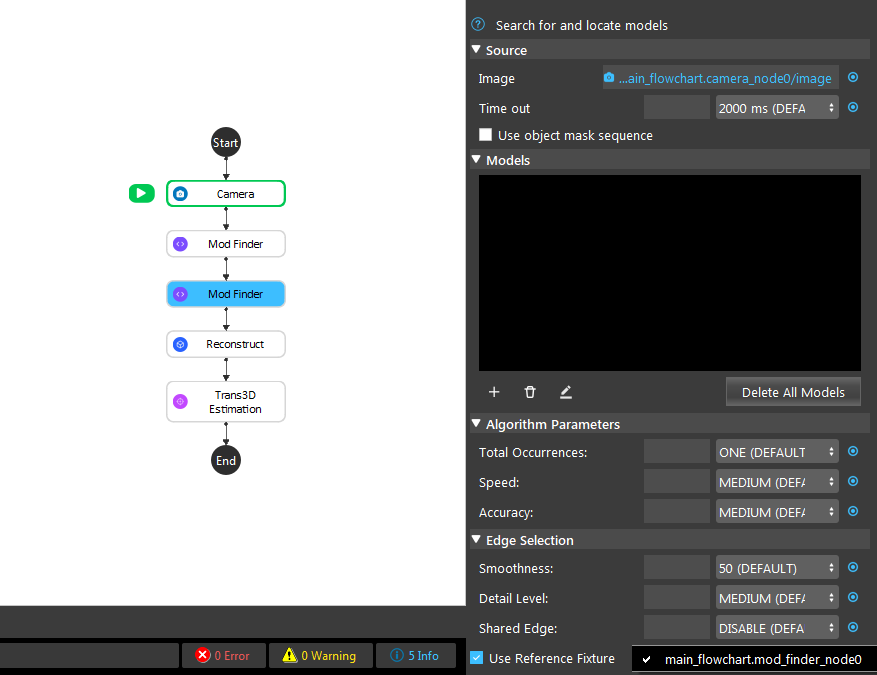 Start
Camera
Mod Finder
Mod Finder
Reconstruct
Trans3D
Estimation
End
0 Error
0 Warning
5 Info
Search for and locate models
Source
Image
...ain_flowchart.camera_node0/image
Time out
2000 ms (DEFA
Use object mask sequence
Models
Delete All Models
Algorithm Parameters
Total Occurrences:
ONE (DEFAULT
Speed:
MEDIUM (DEFA
Accuracy:
MEDIUM (DEFA
Edge Selection
Smoothness:
50 (DEFAULT)
Detail Level:
MEDIUM (DEFA
Shared Edge:
DISABLE (DEFA
Use Reference Fixture
main_flowchart.mod_finder_node0